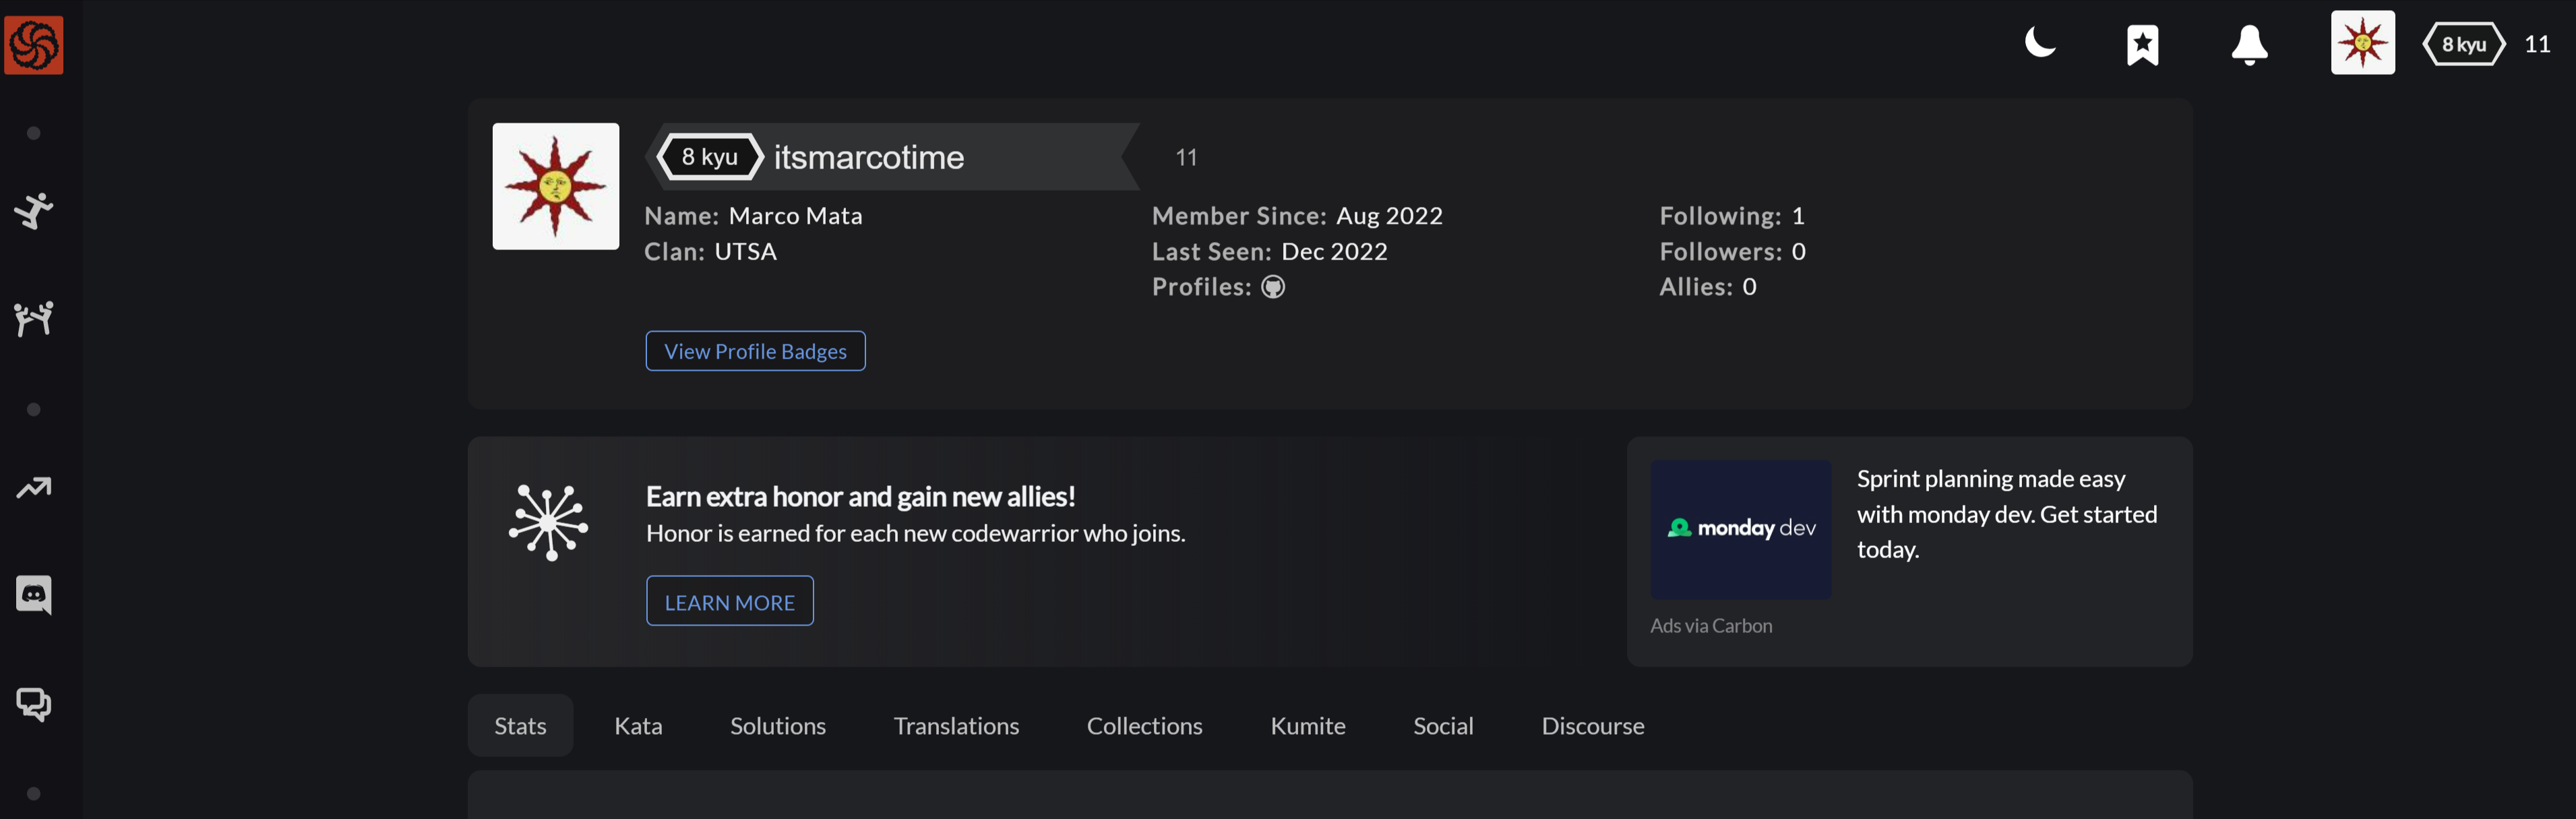 8 kyu 11
8 kyu itsmarcotime 11
Name: Marco Mata
Clan: UTSA
Member Since: Aug 2022
Last Seen: Dec 2022
Profiles:
Following: 1
Followers: 0
Allies: 0
View Profile Badges
Earn extra honor and gain new allies!
Honor is earned for each new codewarrior who joins.
LEARN MORE
monday dev
Sprint planning made easy
with monday dev. Get started
today.
Ads via Carbon
Stats Kata Solutions Translations Collections Kumite Social Discourse